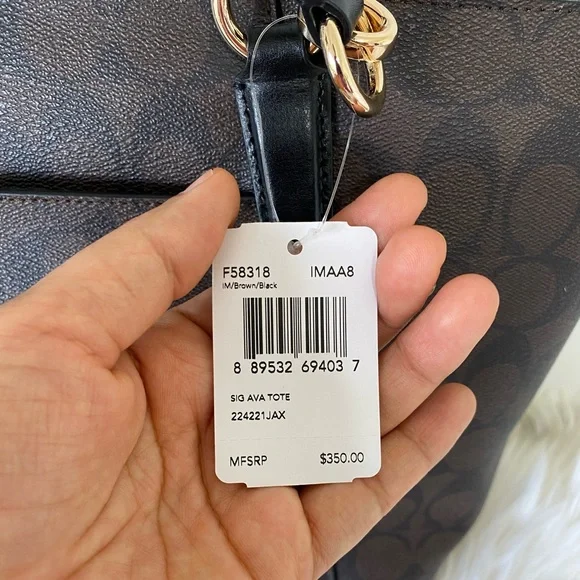 F58318 IMAA8
IM/Brown/Black
8 89532 69403 7
SIG AVA TOTE
224221JAX
MFSRP $350.00